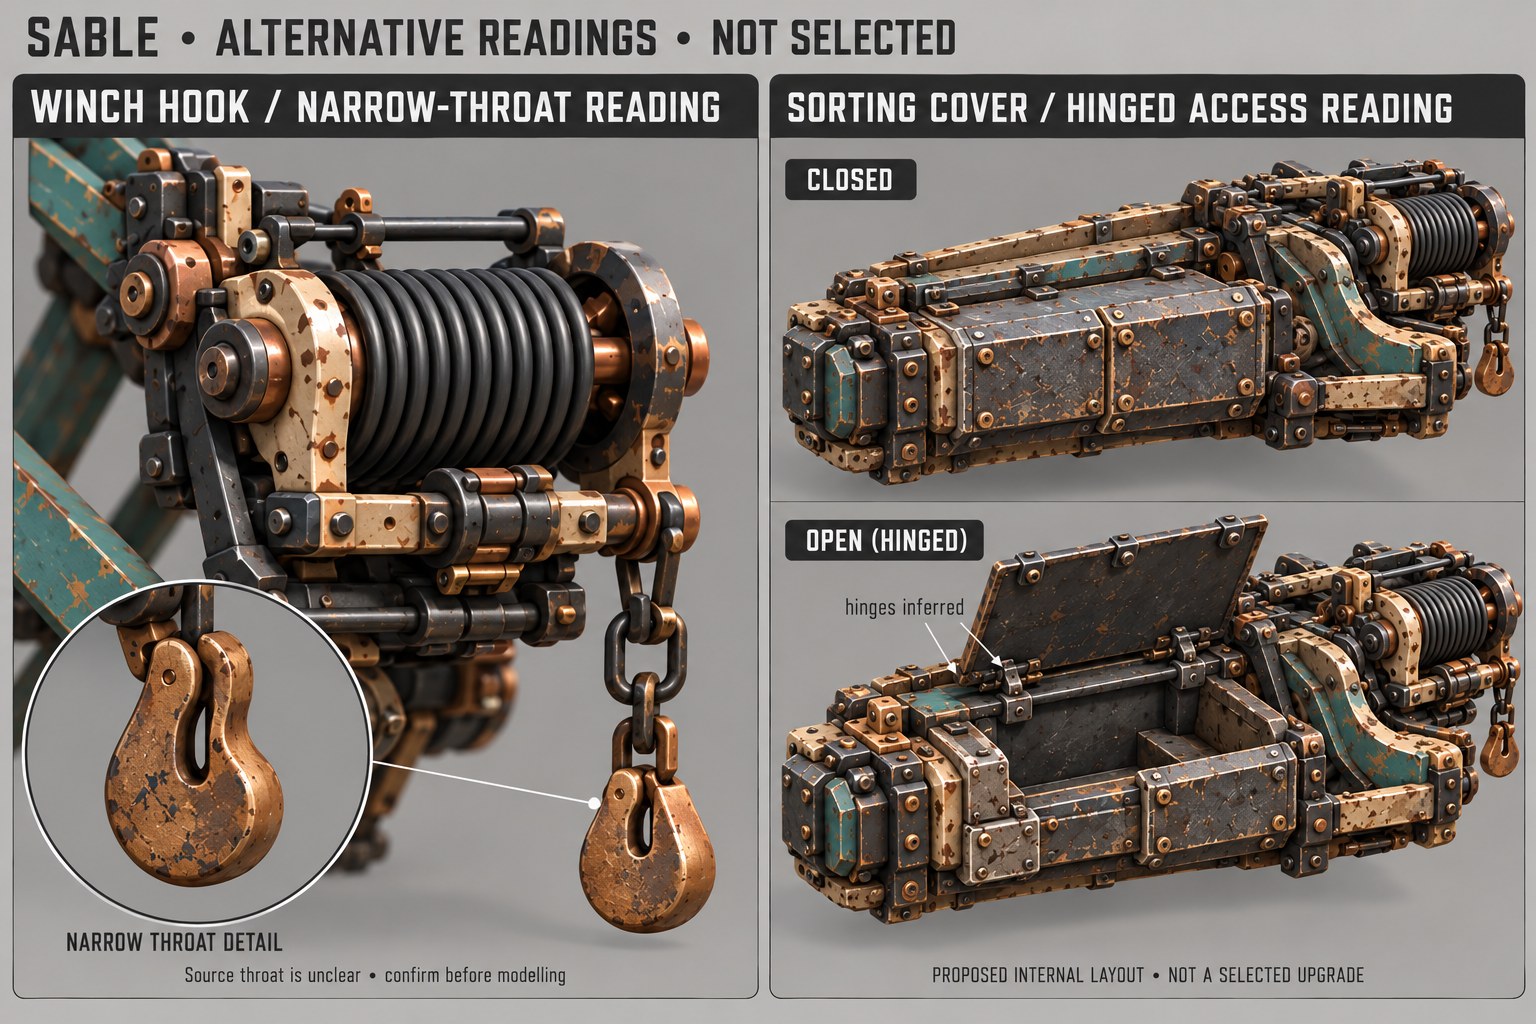 SABLE • ALTERNATIVE READINGS • NOT SELECTED
WINCH HOOK / NARROW-THROAT READING
NARROW THROAT DETAIL
Source throat is unclear • confirm before modelling
SORTING COVER / HINGED ACCESS READING
CLOSED
OPEN (HINGED)
hinges inferred
PROPOSED INTERNAL LAYOUT • NOT A SELECTED UPGRADE